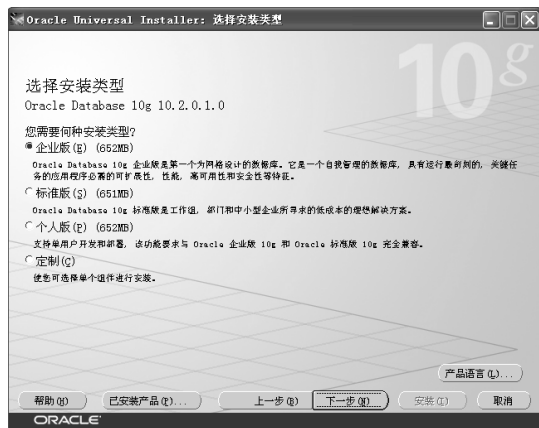 Oracle Universal Installer: 选择安装类型
10g
选择安装类型
Oracle Database 10g 10.2.0.1.0
您需要何种安装类型?
企业版(E) (652MB)
Oracle Database 10g 企业版是第一个为网格设计的数据库。它是一个自我管理的数据库, 具有运行最苛刻的, 关键任
务的应用程序必需的可扩展性, 性能, 高可用性和安全性等特征。
标准版(S) (651MB)
Oracle Database 10g 标准版是工作组, 部门和中小型企业所寻求的低成本的理想解决方案。
个人版(P) (652MB)
支持单用户开发和部署, 该功能要求与 Oracle 企业版 10g 和 Oracle 标准版 10g 完全兼容。
定制(C)
使您可选择单个组件进行安装。
产品语言(L)...
帮助(H) 已安装产品(P)... 上一步(B) 下一步(N) 安装(I) 取消
ORACLE